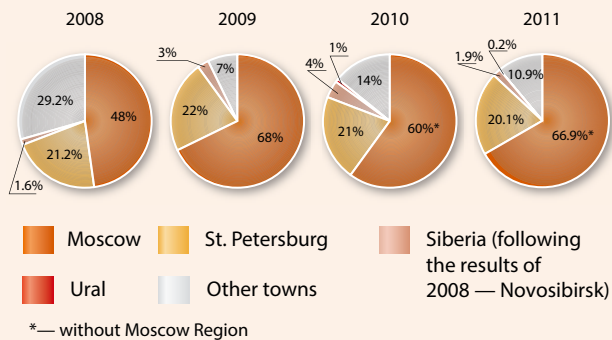 2008 2009 2010 2011
29.2% 48% 21.2% 1.6%
3% 7% 22% 68%
1% 4% 14% 21% 60%*
0.2% 1.9% 10.9% 20.1% 66.9%*
Moscow St. Petersburg Siberia (following
the results of
2008 — Novosibirsk)
Ural Other towns
*— without Moscow Region